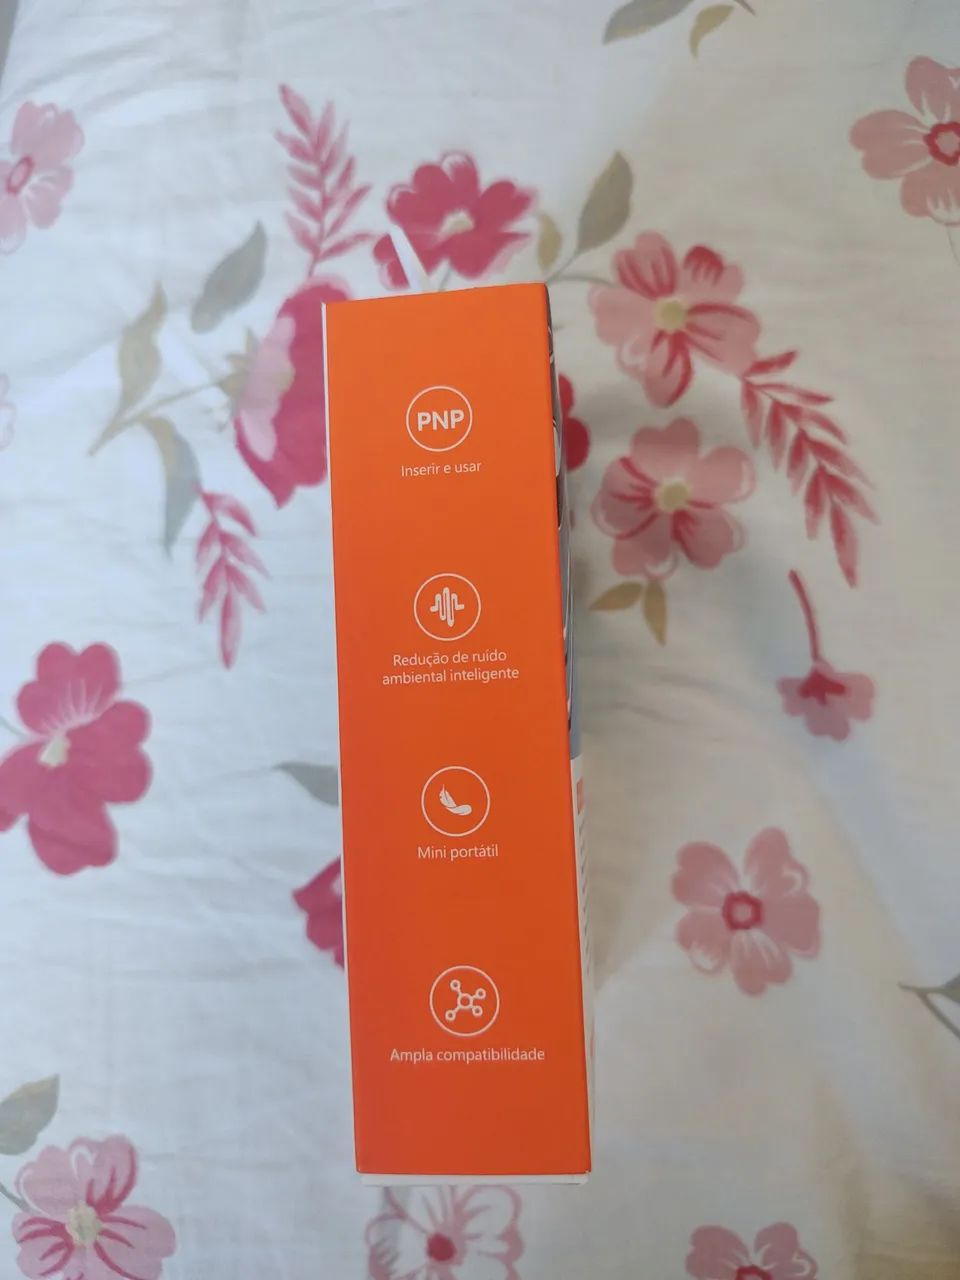 PNP
Inserir e usar
Redução de ruído
ambiental inteligente
Mini portátil
Ampla compatibilidade